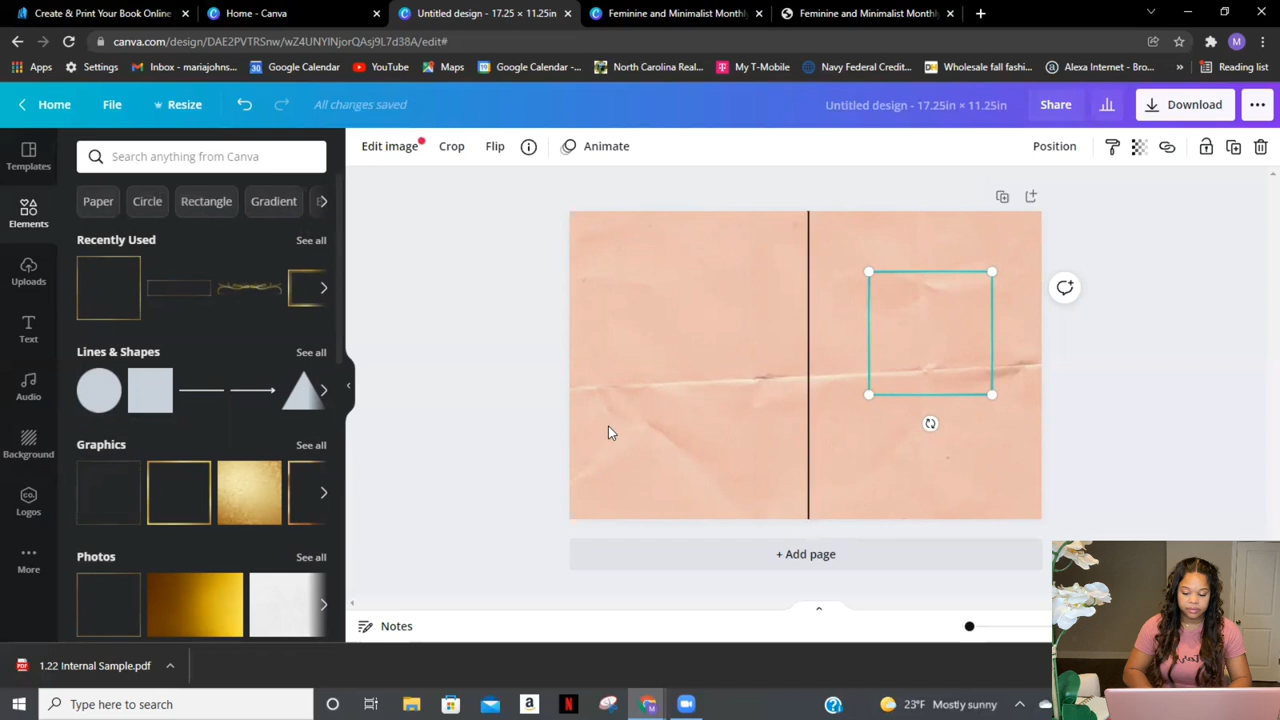 Create & Print Your Book Online
Home - Canva
Untitled design - 17.25 × 11.25in
Feminine and Minimalist Monthly
Feminine and Minimalist Monthly
canva.com/design/DAE2PVTRSnw/wZ4UNYlNjorQAsj9L7d38A/edit#
M
Apps
Settings
Inbox - mariajohns...
Google Calendar
YouTube
Maps
Google Calendar -...
North Carolina Real...
My T-Mobile
Navy Federal Credit...
Wholesale fall fashi...
Alexa Internet - Bro...
»
Reading list
Home
File
Resize
All changes saved
Untitled design - 17.25in × 11.25in
Share
Download
Templates
Elements
Uploads
Text
Audio
Background
CO.
Logos
More
Search anything from Canva
Paper
Circle
Rectangle
Gradient
Recently Used
See all
Lines & Shapes
See all
Graphics
See all
Photos
See all
Edit image
Crop
Flip
Animate
Position
+ Add page
Notes
PDF
1.22 Internal Sample.pdf
Type here to search
23°F Mostly sunny